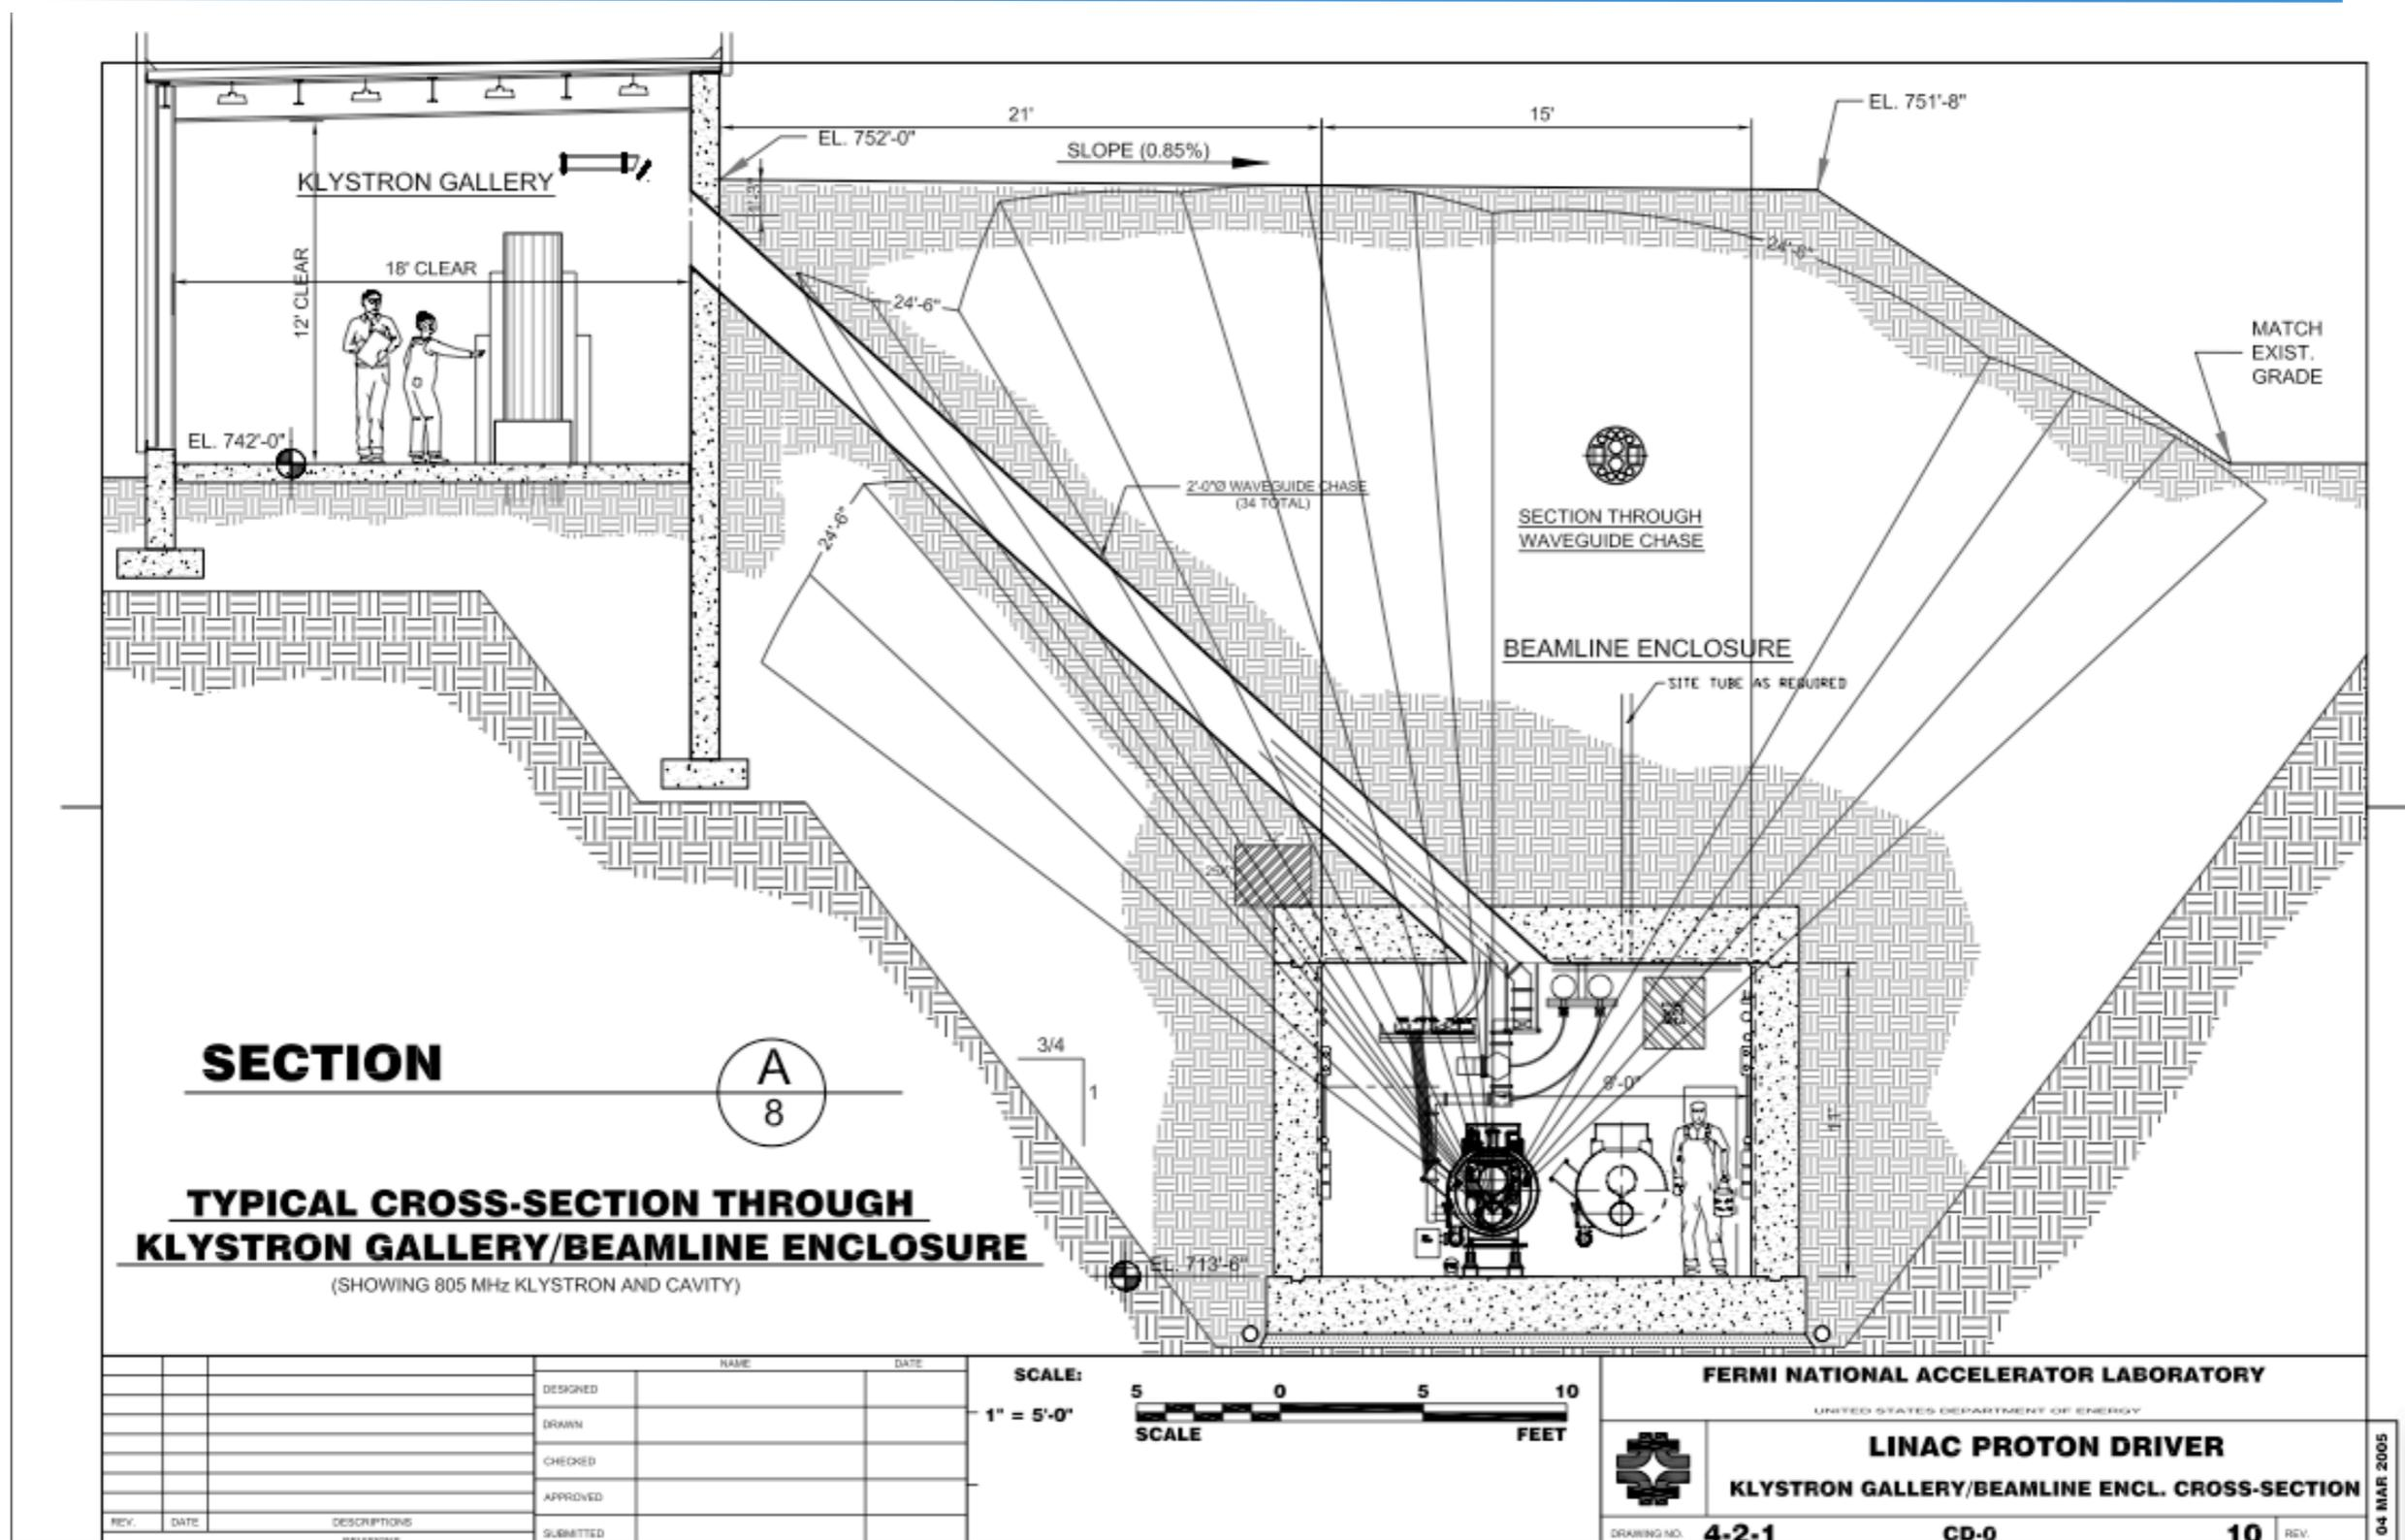 21'
15'
EL. 751'-8"
EL. 752'-0"
SLOPE (0.85%)
KLYSTRON GALLERY
1'-3"
24'-6"
18' CLEAR
12' CLEAR
24'-6"
MATCH
EXIST.
GRADE
EL. 742'-0"
2'-0"Ø WAVEGUIDE CHASE
(34 TOTAL)
24'-6"
SECTION THROUGH
WAVEGUIDE CHASE
BEAMLINE ENCLOSURE
SITE TUBE AS REQUIRED
SECTION
A
8
3/4
1
9'-0"
11'
TYPICAL CROSS-SECTION THROUGH
KLYSTRON GALLERY/BEAMLINE ENCLOSURE
(SHOWING 805 MHz KLYSTRON AND CAVITY)
EL. 713'-6"
NAME
DATE
DESIGNED
DRAWN
CHECKED
APPROVED
SUBMITTED
REV.
DATE
DESCRIPTIONS
SCALE:
1" = 5'-0"
5 0 5 10
SCALE FEET
FERMI NATIONAL ACCELERATOR LABORATORY
UNITED STATES DEPARTMENT OF ENERGY
LINAC PROTON DRIVER
KLYSTRON GALLERY/BEAMLINE ENCL. CROSS-SECTION
DRAWING NO. 4-2-1 CD-0 10 REV.
04 MAR 2005